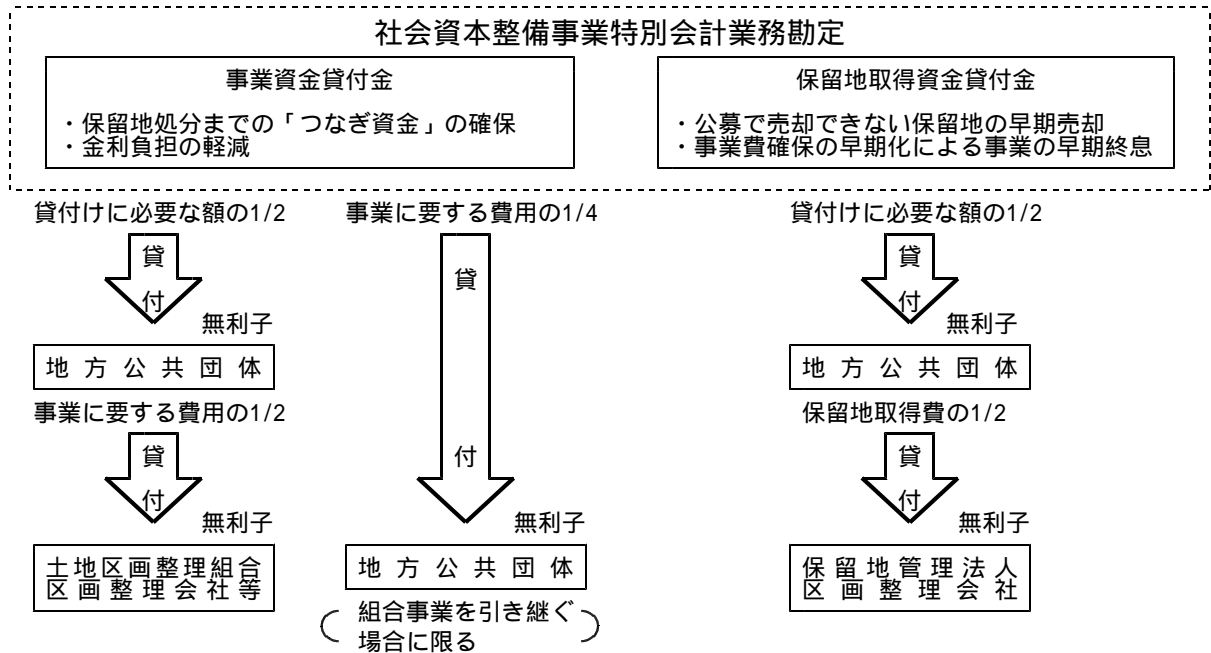 社会資本整備事業特別会計業務勘定
事業資金貸付金
・保留地処分までの「つなぎ資金」の確保
・金利負担の軽減
保留地取得資金貸付金
・公募で売却できない保留地の早期売却
・事業費確保の早期化による事業の早期終息
貸付けに必要な額の1/2
事業に要する費用の1/4
貸付けに必要な額の1/2
貸付
無利子
地方公共団体
事業に要する費用の1/2
貸付
無利子
土地区画整理組合
区画整理会社等
貸付
無利子
地方公共団体
組合事業を引き継ぐ
場合に限る
貸付
無利子
地方公共団体
保留地取得費の1/2
貸付
無利子
保留地管理法人
区画整理会社